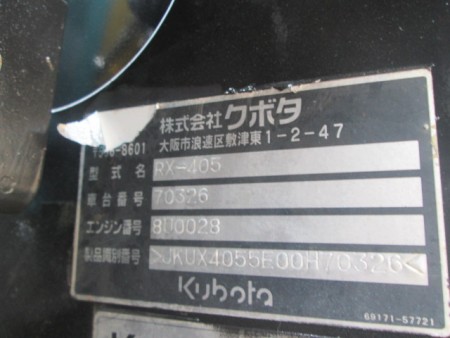 株式会社クボタ
〒556-8601 大阪市浪速区敷津東1-2-47
型式名 RX-405
車台番号 70326
エンジン番号 8U0028
製品識別番号 >JKUX4055E00H70326<
Kubota
69171-57721